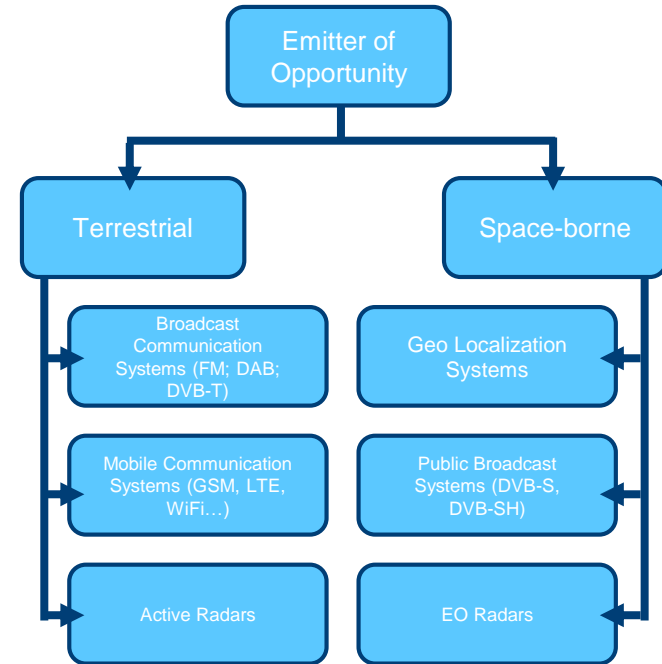 Emitter of
Opportunity
Terrestrial
Space-borne
Broadcast
Communication
Systems (FM; DAB;
DVB-T)
Geo Localization
Systems
Mobile Communication
Systems (GSM, LTE,
WiFi…)
Public Broadcast
Systems (DVB-S,
DVB-SH)
Active Radars
EO Radars